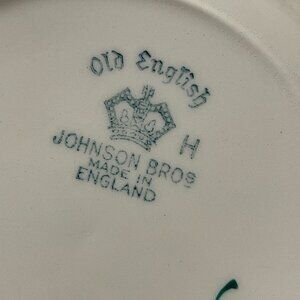 Old English
H
JOHNSON BROS
MADE IN
ENGLAND